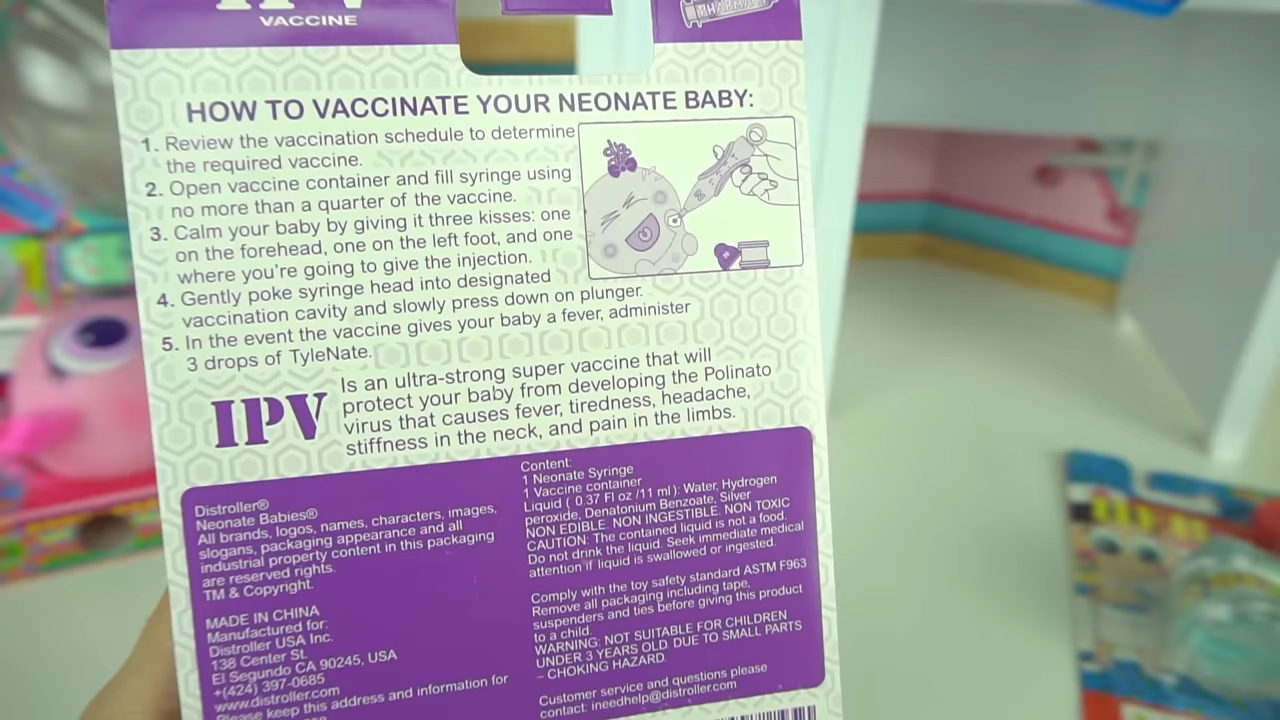 IPV
VACCINE
PHARMA
HOW TO VACCINATE YOUR NEONATE BABY:
1. Review the vaccination schedule to determine
the required vaccine.
2. Open vaccine container and fill syringe using
no more than a quarter of the vaccine.
3. Calm your baby by giving it three kisses: one
on the forehead, one on the left foot, and one
where you're going to give the injection.
4. Gently poke syringe head into designated
vaccination cavity and slowly press down on plunger.
5. In the event the vaccine gives your baby a fever, administer
3 drops of TyleNate.
IPV
Is an ultra-strong super vaccine that will
protect your baby from developing the Polinato
virus that causes fever, tiredness, headache,
stiffness in the neck, and pain in the limbs.
Distroller®
Neonate Babies®
All brands, logos, names, characters, images,
slogans, packaging appearance and all
industrial property content in this packaging
are reserved rights.
TM & Copyright.
MADE IN CHINA
Manufactured for:
Distroller USA Inc.
138 Center St.
El Segundo CA 90245, USA
+(424) 397-0685
www.distroller.com
Please keep this address and information for
Content:
1 Neonate Syringe
1 Vaccine container
Liquid ( 0.37 Fl oz /11 ml ): Water, Hydrogen
peroxide, Denatonium Benzoate, Silver
NON EDIBLE. NON INGESTIBLE. NON TOXIC
CAUTION: The contained liquid is not a food.
Do not drink the liquid. Seek immediate medical
attention if liquid is swallowed or ingested.
Comply with the toy safety standard ASTM F963
Remove all packaging including tape,
suspenders and ties before giving this product
to a child.
WARNING: NOT SUITABLE FOR CHILDREN
UNDER 3 YEARS OLD. DUE TO SMALL PARTS
– CHOKING HAZARD.
Customer service and questions please
contact: ineedhelp@distroller.com